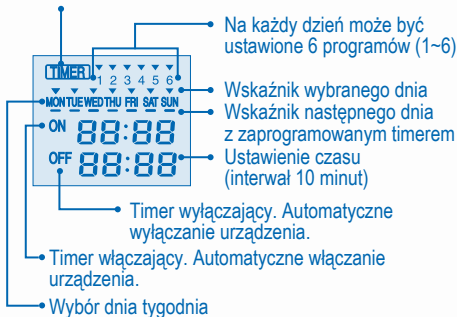 Na każdy dzień może być
ustawione 6 programów (1~6)
TIMER
1 2 3 4 5 6
MON TUE WED THU FRI SAT SUN
Wskaźnik wybranego dnia
Wskaźnik następnego dnia
z zaprogramowanym timerem
ON 88:88
OFF 88:88
Ustawienie czasu
(interwał 10 minut)
Timer wyłączający. Automatyczne
wyłączanie urządzenia.
Timer włączający. Automatyczne włączanie
urządzenia.
Wybór dnia tygodnia